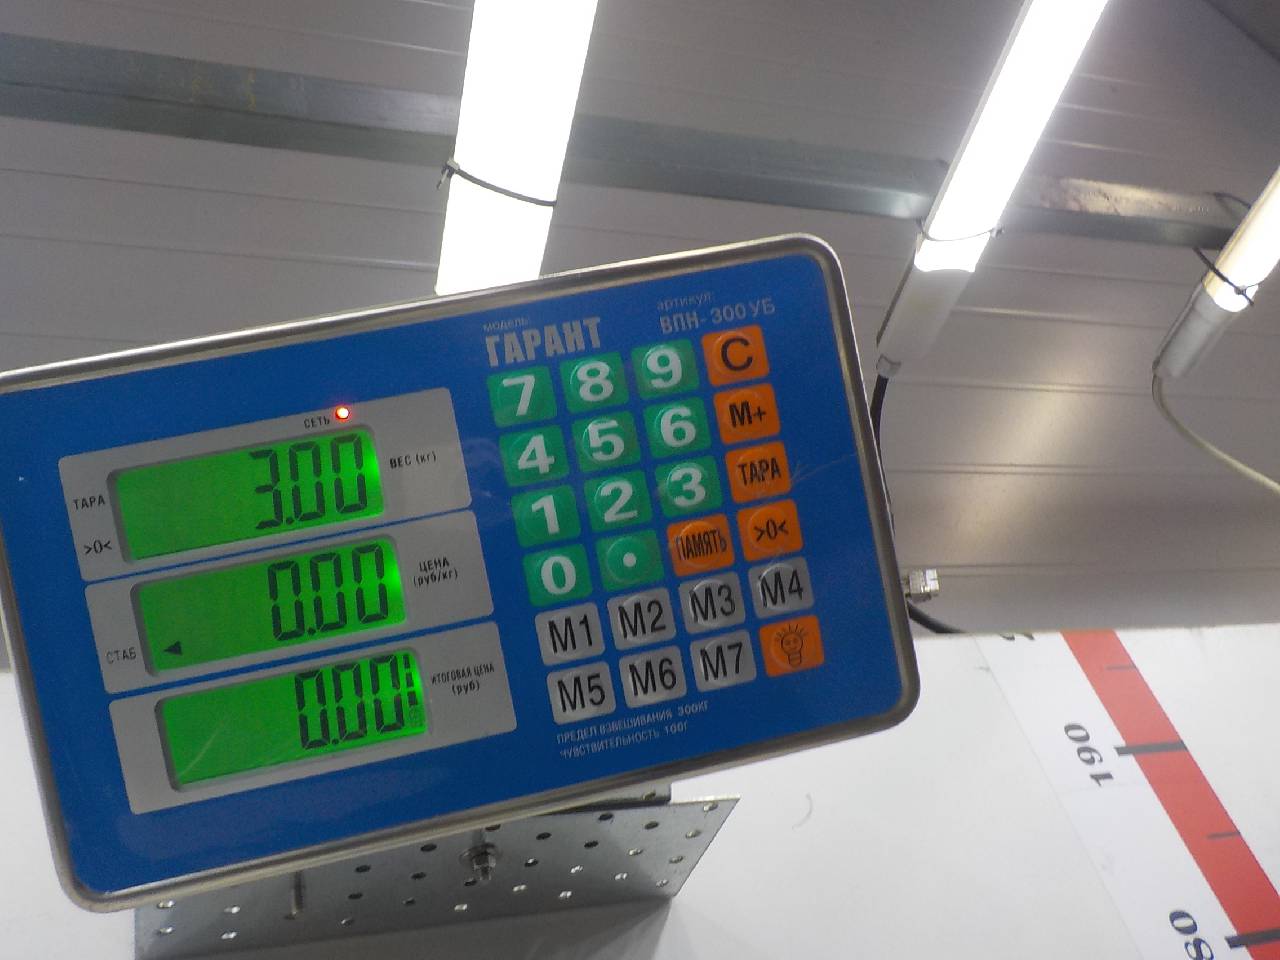 модель:
ГАРАНТ
артикул:
ВПН-300УБ
СЕТЬ
3.00
ВЕС (кг)
ТАРА
>0<
0.00
ЦЕНА
(руб/кг)
СТАБ
0.00
ИТОГОВАЯ ЦЕНА
(руб)
7 8 9 C
4 5 6 M+
1 2 3 ТАРА
0 . ПАМЯТЬ >0<
M1 M2 M3 M4
M5 M6 M7
ПРЕДЕЛ ВЗВЕШИВАНИЯ 300КГ
ЧУВСТВИТЕЛЬНОСТЬ 100Г
190